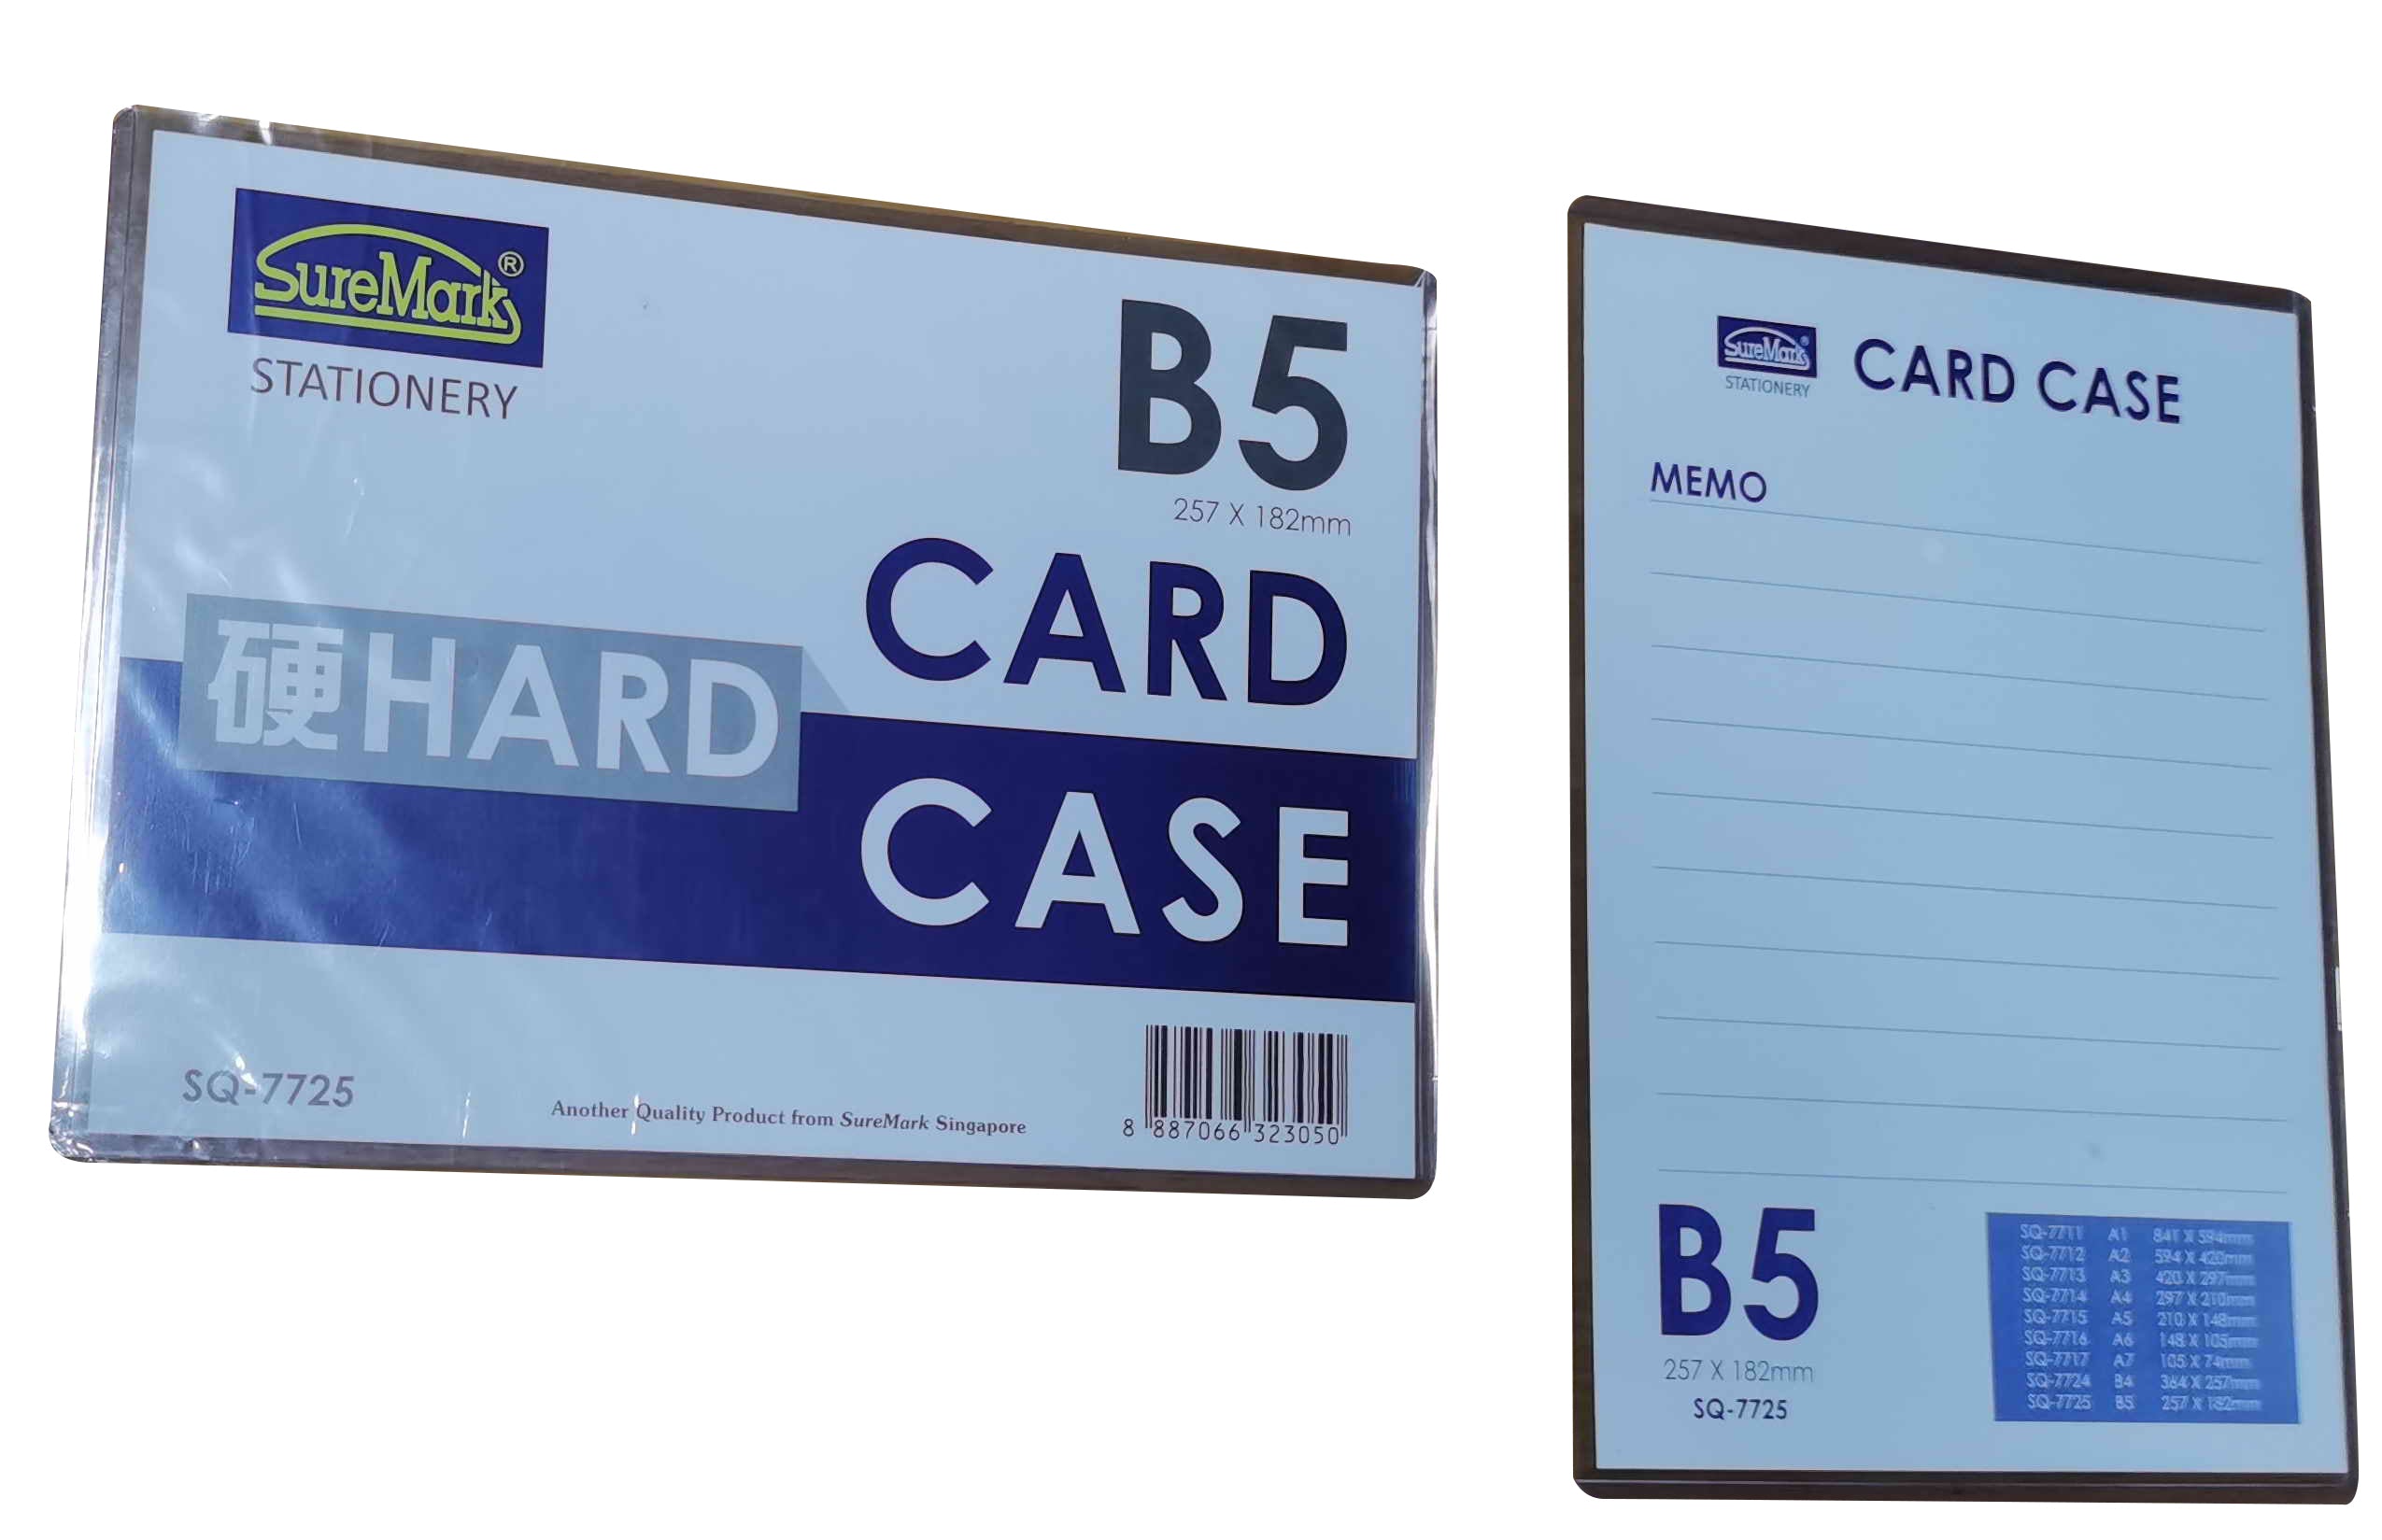 SureMark®
STATIONERY
B5
257 X 182mm
CARD
硬HARD
CASE
SQ-7725
Another Quality Product from SureMark Singapore
8 887066 323050
SureMark®
STATIONERY
CARD CASE
MEMO
B5
257 X 182mm
SQ-7725
SQ-7711 A1 841 X 594mm
SQ-7712 A2 594 X 420mm
SQ-7713 A3 420 X 297mm
SQ-7714 A4 297 X 210mm
SQ-7715 A5 210 X 148mm
SQ-7716 A6 148 X 105mm
SQ-7717 A7 105 X 74mm
SQ-7724 B4 364 X 257mm
SQ-7725 B5 257 X 182mm